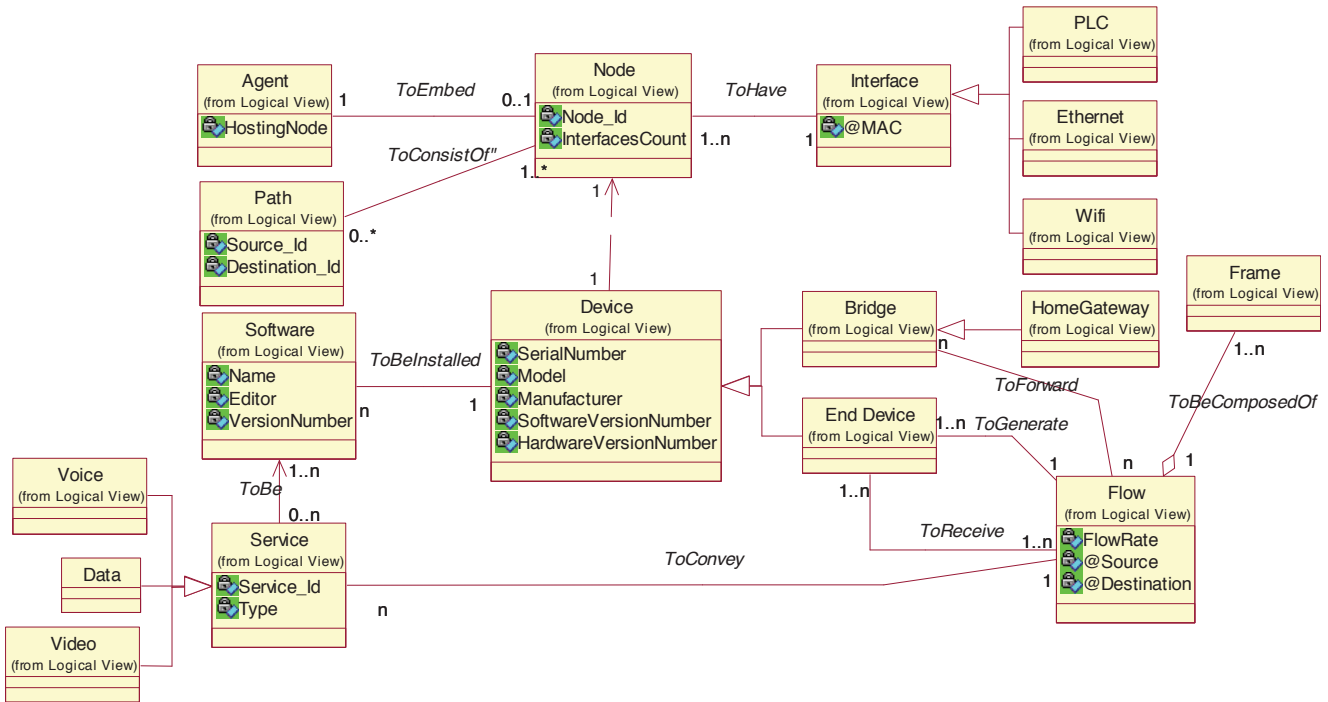 PLC
(from Logical View)
Agent
(from Logical View)
HostingNode
1
ToEmbed
0..1
Node
(from Logical View)
Node_Id
InterfacesCount
ToHave
1..n
1
Interface
(from Logical View)
@MAC
Ethernet
(from Logical View)
Wifi
(from Logical View)
ToConsistOf"
1..*
0..*
Path
(from Logical View)
Source_Id
Destination_Id
1
1
Device
(from Logical View)
SerialNumber
Model
Manufacturer
SoftwareVersionNumber
HardwareVersionNumber
Software
(from Logical View)
Name
Editor
VersionNumber
ToBeInstalled
n
1
Bridge
(from Logical View)
n
HomeGateway
(from Logical View)
Frame
(from Logical View)
1..n
ToForward
ToBeComposedOf
End Device
(from Logical View)
1..n
ToGenerate
1
n
1
1..n
ToReceive
1..n
Flow
(from Logical View)
FlowRate
@Source
@Destination
1..n
ToBe
0..n
Voice
(from Logical View)
Data
Video
(from Logical View)
Service
(from Logical View)
Service_Id
Type
n
ToConvey
1